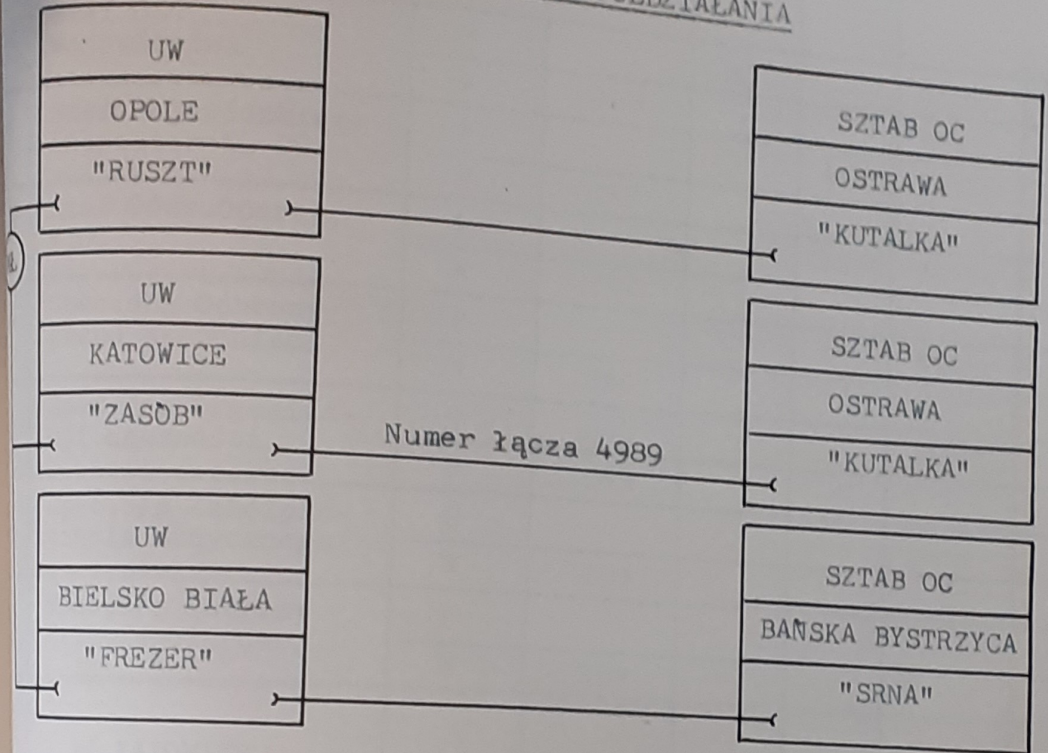 UW
OPOLE
"RUSZT"
UW
KATOWICE
"ZASÓB"
UW
BIELSKO BIAŁA
"FREZER"
Numer łącza 4989
SZTAB OC
OSTRAWA
"KUTALKA"
SZTAB OC
OSTRAWA
"KUTALKA"
SZTAB OC
BAŃSKA BYSTRZYCA
"SRNA"